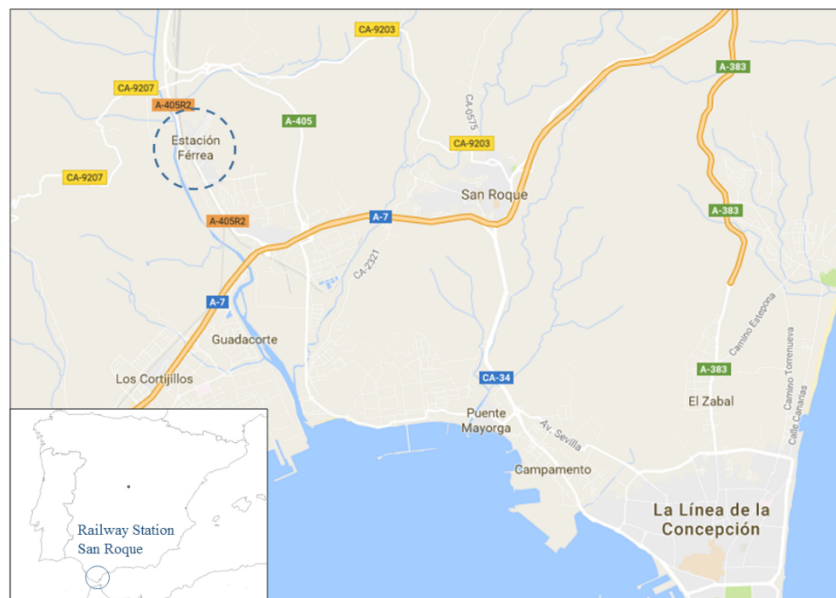 CA-9203
A-383
CA-9207
A-405R2
Estación
Férrea
A-405
CA-0575
CA-9203
CA-9207
San Roque
A-383
A-405R2
A-7
CA-2321
A-7
Guadacorte
Camino Estepona
Camino Torrenueva
Los Cortijillos
CA-34
A-383
El Zabal
Calle Canarias
Puente
Mayorga
Av. Sevilla
Campamento
La Línea de la
Concepción
Railway Station
San Roque